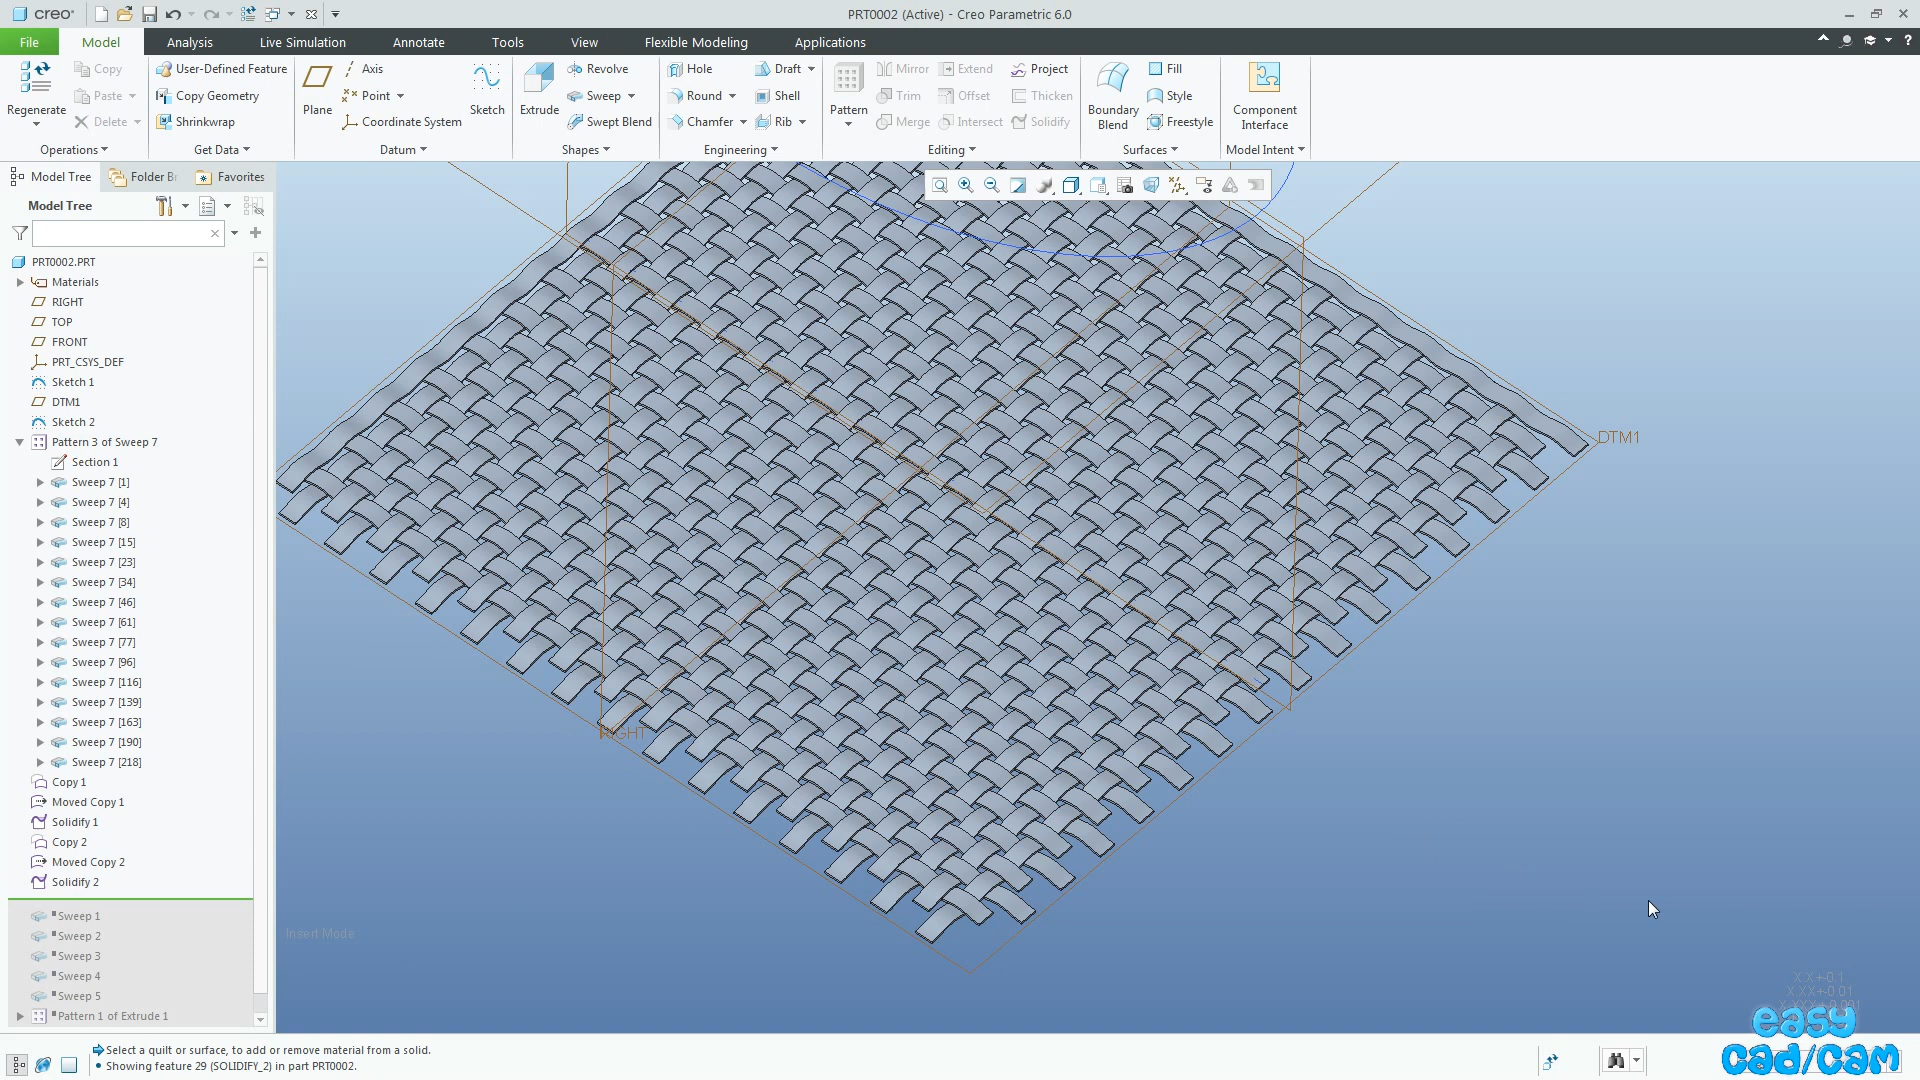 creo
PRT0002 (Active) - Creo Parametric 6.0
File Model Analysis Live Simulation Annotate Tools View Flexible Modeling Applications
Regenerate Copy Paste Delete
User-Defined Feature Copy Geometry Shrinkwrap
Plane Axis Point Coordinate System Sketch
Extrude Revolve Sweep Swept Blend
Hole Round Chamfer Draft Shell Rib
Pattern Mirror Trim Merge Extend Offset Intersect Project Thicken Solidify
Boundary Blend Fill Style Freestyle
Component Interface
Operations Get Data Datum Shapes Engineering Editing Surfaces Model Intent
Model Tree Folder Br Favorites
Model Tree
PRT0002.PRT
Materials
RIGHT
TOP
FRONT
PRT_CSYS_DEF
Sketch 1
DTM1
Sketch 2
Pattern 3 of Sweep 7
Section 1
Sweep 7 [1]
Sweep 7 [4]
Sweep 7 [8]
Sweep 7 [15]
Sweep 7 [23]
Sweep 7 [34]
Sweep 7 [46]
Sweep 7 [61]
Sweep 7 [77]
Sweep 7 [96]
Sweep 7 [116]
Sweep 7 [139]
Sweep 7 [163]
Sweep 7 [190]
Sweep 7 [218]
Copy 1
Moved Copy 1
Solidify 1
Copy 2
Moved Copy 2
Solidify 2
Sweep 1
Sweep 2
Sweep 3
Sweep 4
Sweep 5
Pattern 1 of Extrude 1
DTM1
RIGHT
Insert Mode
X.X+-0.1
X.XX+-0.01
X.XXX+-0.001
easy
cad/cam
Select a quilt or surface, to add or remove material from a solid.
Showing feature 29 (SOLIDIFY_2) in part PRT0002.